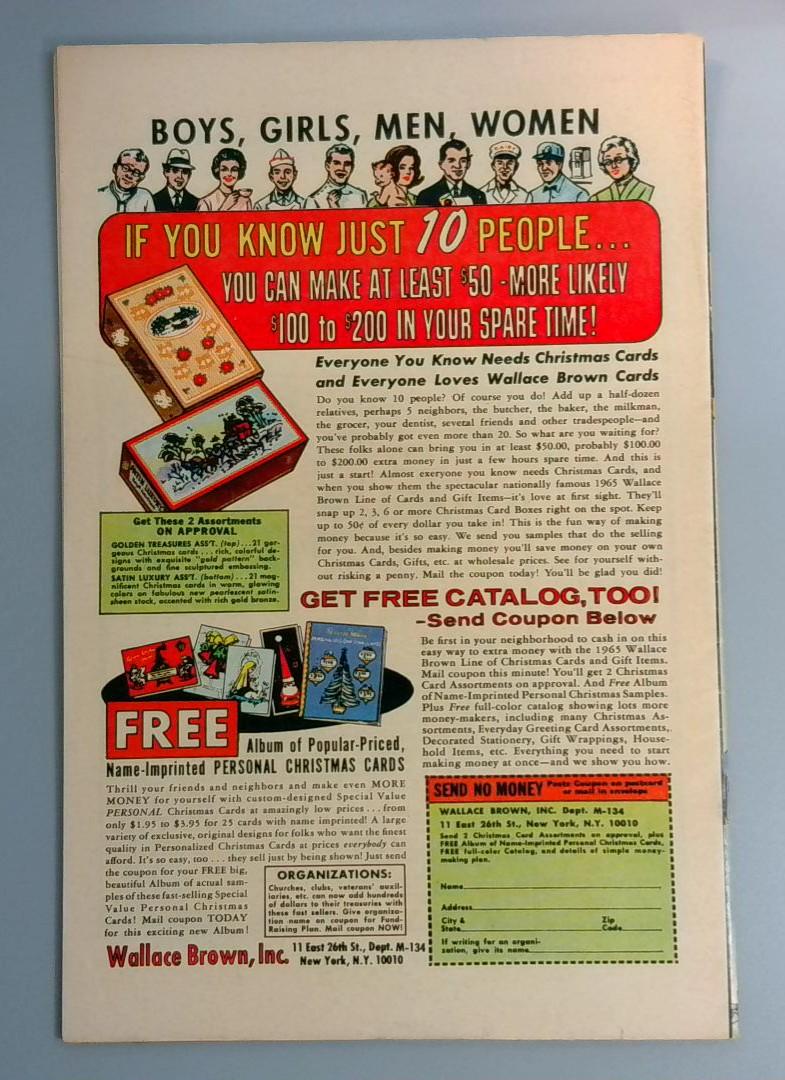 BOYS, GIRLS, MEN, WOMEN
IF YOU KNOW JUST 10 PEOPLE...
YOU CAN MAKE AT LEAST $50 - MORE LIKELY
$100 to $200 IN YOUR SPARE TIME!
Everyone You Know Needs Christmas Cards
and Everyone Loves Wallace Brown Cards
Do you know 10 people? Of course you do! Add up a half-dozen
relatives, perhaps 5 neighbors, the butcher, the baker, the milkman,
the grocer, your dentist, several friends and other tradespeople—and
you've probably got even more than 20. So what are you waiting for?
These folks alone can bring you in at least $50.00, probably $100.00
to $200.00 extra money in just a few hours spare time. And this is
just a start! Almost everyone you know needs Christmas Cards, and
when you show them the spectacular nationally famous 1965 Wallace
Brown Line of Cards and Gift Items—it's love at first sight. They'll
snap up 2, 3, 6 or more Christmas Card Boxes right on the spot. Keep
up to 50¢ of every dollar you take in! This is the fun way of making
money because it's so easy. We send you samples that do the selling
for you. And, besides making money you'll save money on your own
Christmas Cards, Gifts, etc. at wholesale prices. See for yourself with-
out risking a penny. Mail the coupon today! You'll be glad you did!
Get These 2 Assortments
ON APPROVAL
GOLDEN TREASURES ASS'T. (top)...21 gor-
geous Christmas cards ... rich, colorful de-
signs with exquisite "gold pattern" back-
grounds and fine sculptured embossing.
SATIN LUXURY ASS'T. (bottom)...21 mag-
nificent Christmas cards in warm, glowing
colors on fabulous new pearlescent satin-
sheen stock, accented with rich gold bronze.
GET FREE CATALOG, TOO!
-Send Coupon Below
Be first in your neighborhood to cash in on this
easy way to extra money with the 1965 Wallace
Brown Line of Christmas Cards and Gift Items.
Mail coupon this minute! You'll get 2 Christmas
Card Assortments on approval. And Free Album
of Name-Imprinted Personal Christmas Samples.
Plus Free full-color catalog showing lots more
money-makers, including many Christmas As-
sortments, Everyday Greeting Card Assortments,
Decorated Stationery, Gift Wrappings, House-
hold Items, etc. Everything you need to start
making money at once—and we show you how.
FREE
Album of Popular-Priced,
Name-Imprinted PERSONAL CHRISTMAS CARDS
Thrill your friends and neighbors and make even MORE
MONEY for yourself with custom-designed Special Value
PERSONAL Christmas Cards at amazingly low prices ... from
only $1.95 to $3.95 for 25 cards with name imprinted! A large
variety of exclusive, original designs for folks who want the finest
quality in Personalized Christmas Cards at prices everybody can
afford. It's so easy, too ... they sell just by being shown! Just send
the coupon for your FREE big,
beautiful Album of actual sam-
ples of these fast-selling Special
Value Personal Christmas
Cards! Mail coupon TODAY
for this exciting new Album!
ORGANIZATIONS:
Churches, clubs, veterans' auxil-
iaries, etc. can now add hundreds
of dollars to their treasuries with
these fast sellers. Give organiza-
tion name on coupon for Fund-
Raising Plan. Mail coupon NOW!
Wallace Brown, Inc. 11 East 26th St., Dept. M-134
New York, N.Y. 10010
SEND NO MONEY Paste Coupon on postcard
or mail in envelope
WALLACE BROWN, INC. Dept. M-134
11 East 26th St., New York, N.Y. 10010
Send 2 Christmas Card Assortments on approval, plus
FREE Album of Name-Imprinted Personal Christmas Cards,
FREE full-color Catalog, and details of simple money-
making plan.
Name
Address
City & State Zip Code
If writing for an organi-
zation, give its name